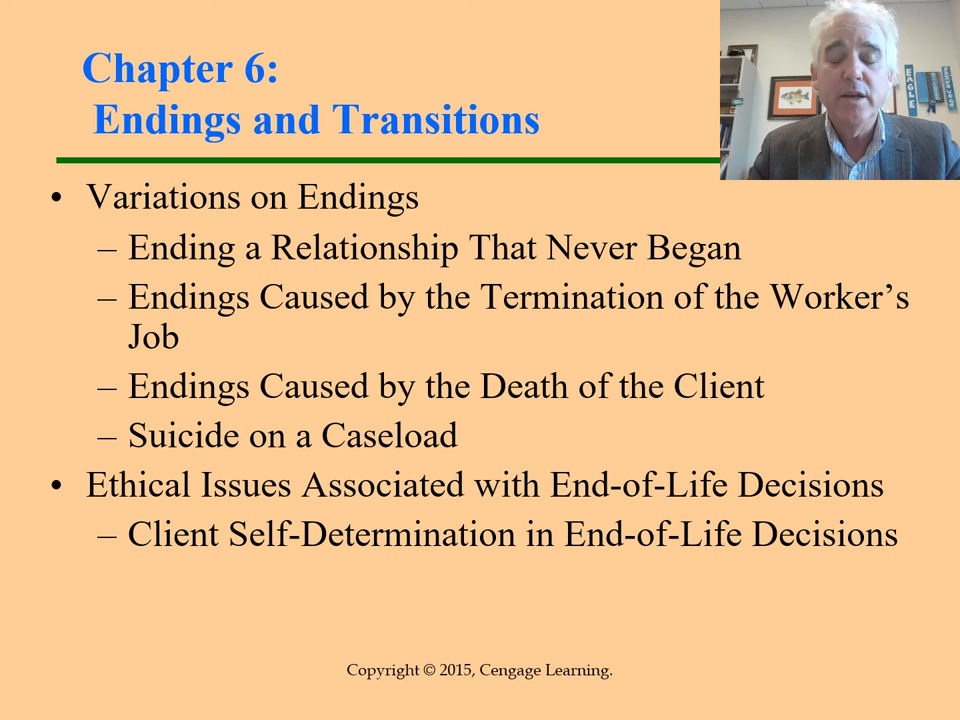 Chapter 6:
Endings and Transitions
• Variations on Endings
– Ending a Relationship That Never Began
– Endings Caused by the Termination of the Worker’s
Job
– Endings Caused by the Death of the Client
– Suicide on a Caseload
• Ethical Issues Associated with End-of-Life Decisions
– Client Self-Determination in End-of-Life Decisions
Copyright © 2015, Cengage Learning.
EAGLE